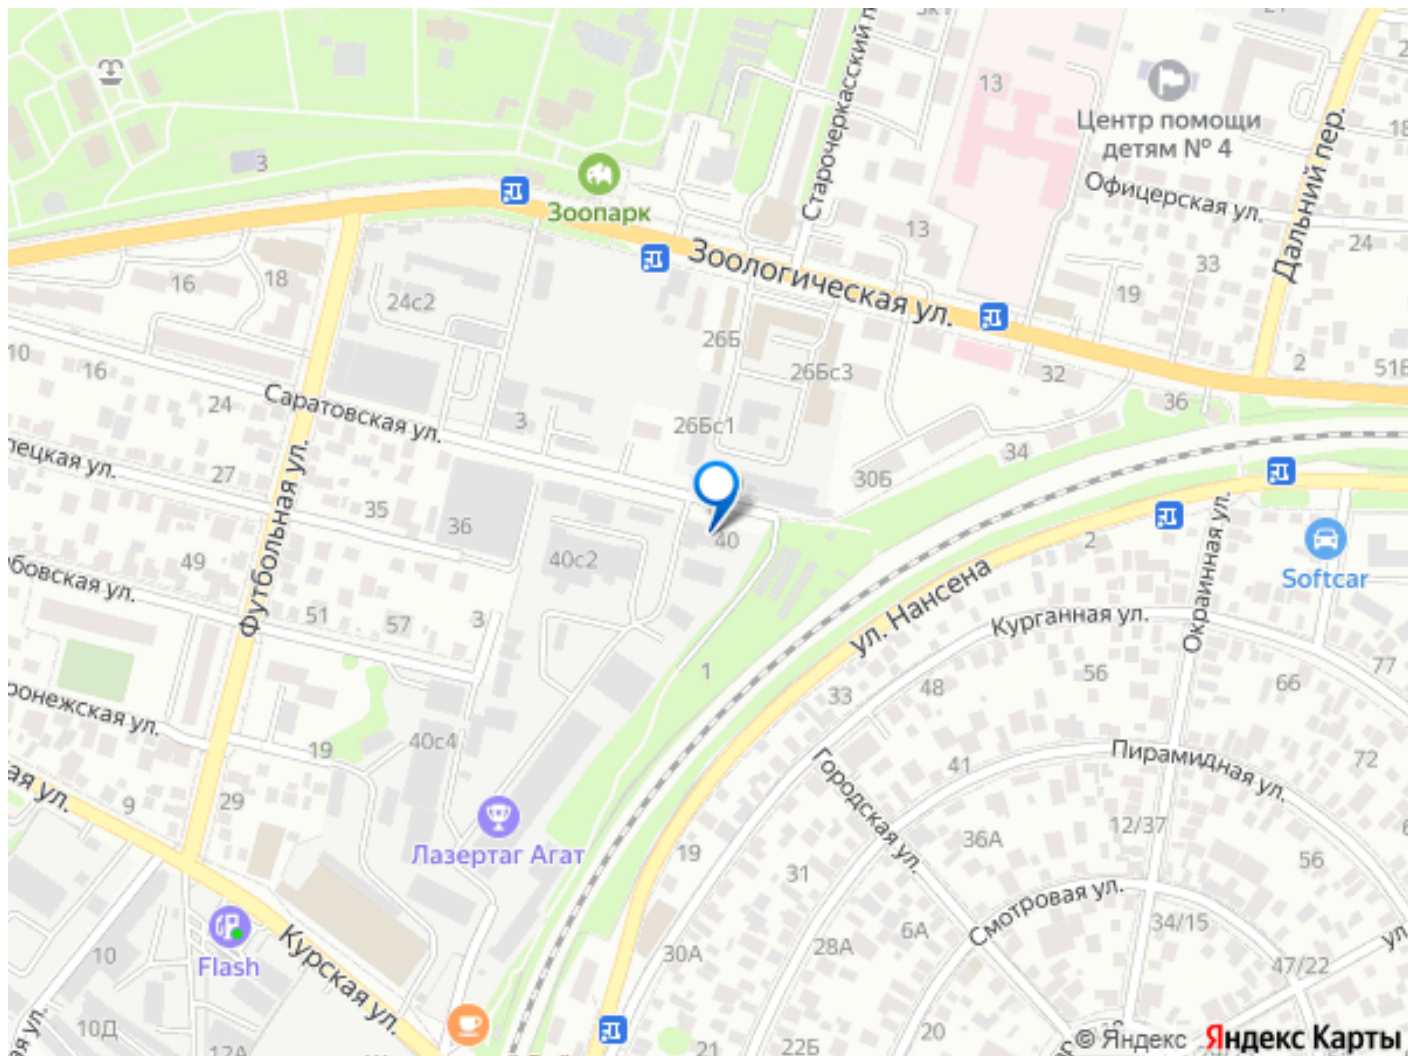 Старочеркасский п
13
Центр помощи
детям № 4
18
3
Офицерская ул.
Дальний пер.
Зоопарк
13
24
Зоологическая ул.
33
16
18
24с2
19
26Б
10
16
26Бс3
32
2
51Б
24
Саратовская ул.
3
26Бс1
36
34
27
Футбольная ул.
30Б
35
36
40
2
Окраинная ул.
49
40с2
ул. Нансена
Softcar
51
57
3
Курганная ул.
1
56
77
48
66
33
19
40с4
Городская ул.
41
Пирамидная ул.
72
9
29
Лазертаг Агат
19
31
36А
12/37
56
Смотровая ул.
Курская ул.
Flash
10
30А
28А
6А
34/15
47/22
10Д
12А
20
21
22Б
© Яндекс Яндекс Карты